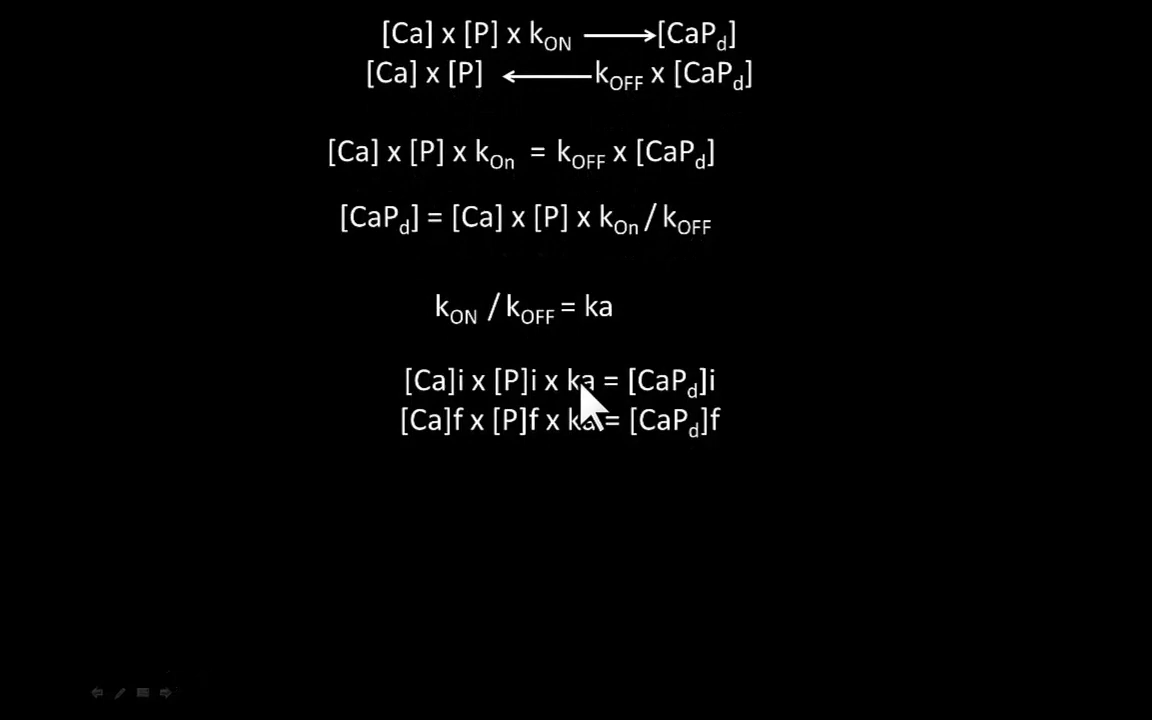 [Ca] x [P] x kON ⟶ [CaPd]
[Ca] x [P] ⟵ kOFF x [CaPd]
[Ca] x [P] x kOn = kOFF x [CaPd]
[CaPd] = [Ca] x [P] x kOn / kOFF
kON / kOFF = ka
[Ca]i x [P]i x ka = [CaPd]i
[Ca]f x [P]f x ka = [CaPd]f